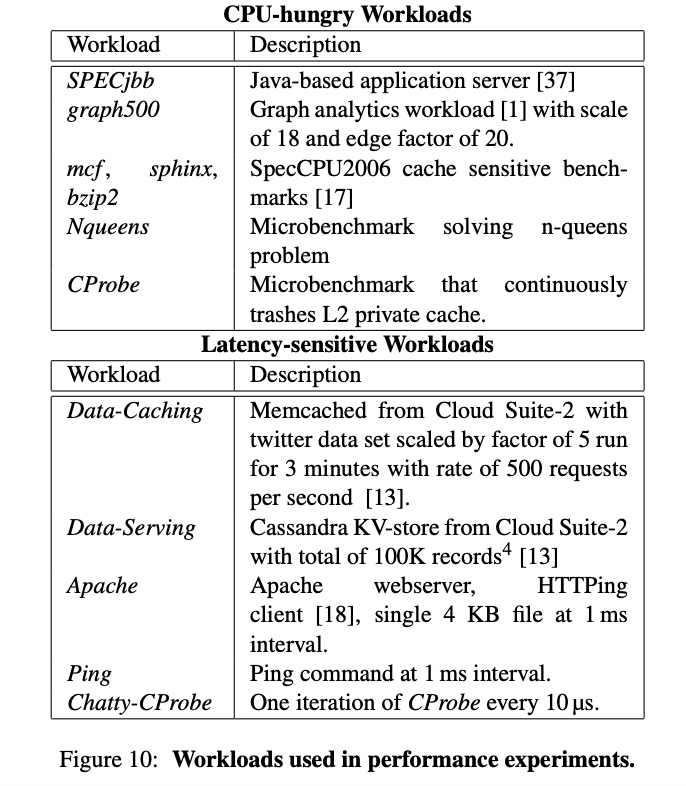 CPU-hungry Workloads
Workload Description
SPECjbb Java-based application server [37]
graph500 Graph analytics workload [1] with scale
of 18 and edge factor of 20.
mcf, sphinx, SpecCPU2006 cache sensitive bench-
bzip2 marks [17]
Nqueens Microbenchmark solving n-queens
problem
CProbe Microbenchmark that continuously
trashes L2 private cache.
Latency-sensitive Workloads
Workload Description
Data-Caching Memcached from Cloud Suite-2 with
twitter data set scaled by factor of 5 run
for 3 minutes with rate of 500 requests
per second [13].
Data-Serving Cassandra KV-store from Cloud Suite-2
with total of 100K records4 [13]
Apache Apache webserver, HTTPing
client [18], single 4 KB file at 1 ms
interval.
Ping Ping command at 1 ms interval.
Chatty-CProbe One iteration of CProbe every 10 µs.
Figure 10: Workloads used in performance experiments.